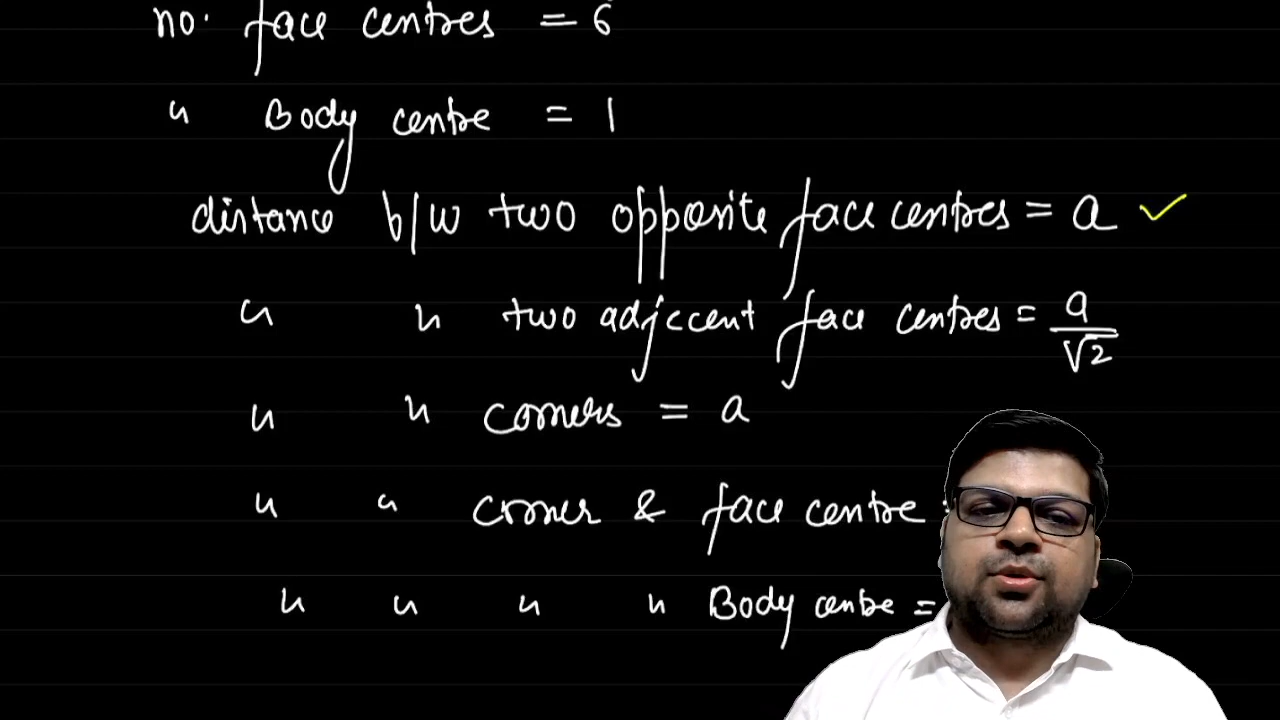 no. face centres = 6
" Body centre = 1
distance b/w two opposite face centres = a ✓
" " two adjecent face centres = a/√2
" " corners = a
" " corner & face centre
" " " " Body centre =